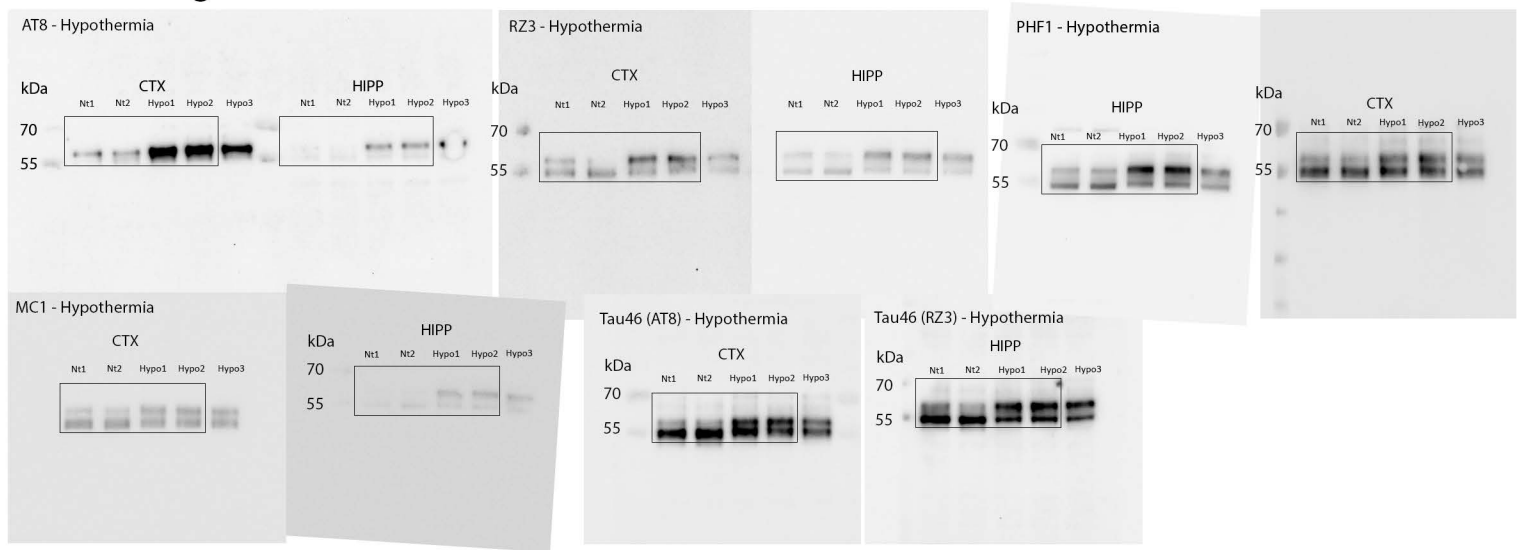 AT8 - Hypothermia
CTX
HIPP
kDa
Nt1 Nt2 Hypo1 Hypo2 Hypo3
Nt1 Nt2 Hypo1 Hypo2 Hypo3
70
55
RZ3 - Hypothermia
CTX
HIPP
kDa
Nt1 Nt2 Hypo1 Hypo2 Hypo3
Nt1 Nt2 Hypo1 Hypo2 Hypo3
70
55
PHF1 - Hypothermia
HIPP
kDa
Nt1 Nt2 Hypo1 Hypo2 Hypo3
70
55
CTX
kDa
Nt1 Nt2 Hypo1 Hypo2 Hypo3
70
55
MC1 - Hypothermia
CTX
Nt1 Nt2 Hypo1 Hypo2 Hypo3
HIPP
kDa
Nt1 Nt2 Hypo1 Hypo2 Hypo3
70
55
Tau46 (AT8) - Hypothermia
CTX
kDa
Nt1 Nt2 Hypo1 Hypo2 Hypo3
70
55
Tau46 (RZ3) - Hypothermia
HIPP
kDa
Nt1 Nt2 Hypo1 Hypo2 Hypo3
70
55